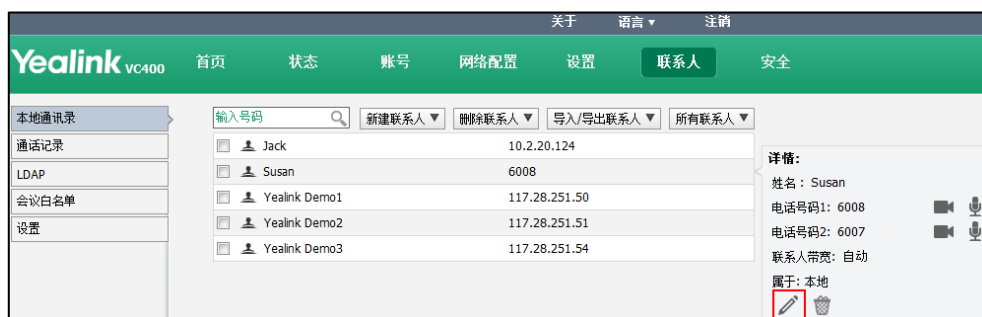 关于 语言▼ 注销
Yealink VC400 首页 状态 账号 网络配置 设置 联系人 安全
本地通讯录
通话记录
LDAP
会议白名单
设置
输入号码 新建联系人▼ 删除联系人▼ 导入/导出联系人▼ 所有联系人▼
Jack 10.2.20.124
Susan 6008
Yealink Demo1 117.28.251.50
Yealink Demo2 117.28.251.51
Yealink Demo3 117.28.251.54
详情:
姓名：Susan
电话号码1: 6008
电话号码2: 6007
联系人带宽: 自动
属于: 本地